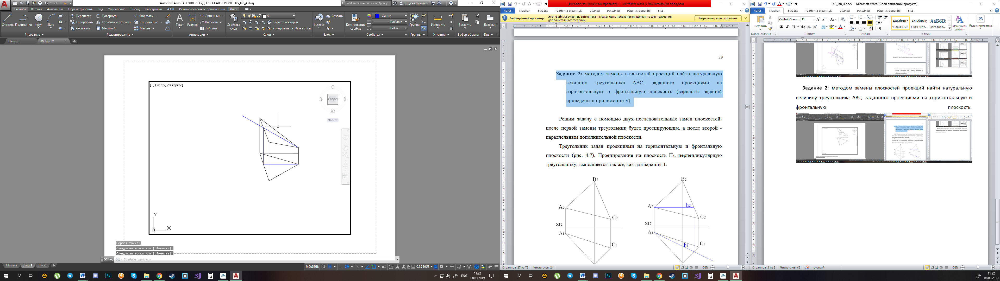 Autodesk AutoCAD 2018 - СТУДЕНЧЕСКАЯ ВЕРСИЯ KG_lab_4.dwg
Введите ключевое слово/фразу
Вход в службы
Главная Вставка Аннотации Параметризация Вид Управление Вывод Надстройки A360 Рекомендованные приложения Лист
Отрезок Полилиния Круг Дуга
Перенести Повернуть Обрезать
Копировать Отразить зеркально Сопряжение
Растянуть Масштаб Массив
Текст Размер
Линейный
Выноска
Таблица
Свойства слоя
0
Сделать текущим
Копировать свойства слоя
Вставка
Создать
Копирование свойств
Синий
ПоСлою
ПоСл...
Группа
Измерить
Вставить
Базовый
Рисование Редактирование Аннотации Слои Блок Свойства Группы Утилиты Буфер обмена Вид
Начало KG_lab_4*
[+][Сверху][2D-каркас]
С
З Сверху В
Ю
МСК
Y
X
Первая точка:
Следующая точка или [оТменить]:
Следующая точка или [оТменить]:
Введите команду
Модель Лист1 Лист2 +
МОДЕЛЬ
0.375953
ENG
11:22
08.03.2019
1_kurs.doc (защищенный просмотр) - Microsoft Word (Сбой активации продукта)
Файл Главная Вставка Разметка страницы Ссылки Рассылки Рецензирование Вид
Защищенный просмотр Этот файл загружен из Интернета и может быть небезопасен. Щелкните для получения
дополнительных сведений.
Разрешить редактирование
29
Задание 2: методом замены плоскостей проекций найти натуральную
величину треугольника АВС, заданного проекциями на
горизонтальную и фронтальную плоскость (варианты заданий
приведены в приложении Б).
Решим задачу с помощью двух последовательных замен плоскостей:
после первой замены треугольник будет проецирующим, а после второй -
параллельным дополнительной плоскости.
Треугольник задан проекциями на горизонтальную и фронтальную
плоскости (рис. 4.7). Проецирование на плоскость П4, перпендикулярную
треугольнику, выполняется так же, как для задания 1.
B2 B2
A2 A2 h2
C2 C2
X12 X12
A1 A1
C1 h1 C1
Страница: 27 из 75 Число слов: 24
108%
KG_lab_4.docx - Microsoft Word (Сбой активации продукта)
Файл Главная Вставка Разметка страницы Ссылки Рассылки Рецензирование Вид
Вставить
Calibri (Осно 11
Ж К Ч
АаБбВвГг, АаБбВвГг, АаБбВ
Обычный Без инте... Заголово...
Изменить стили
Редактирование
Буфер обмена Шрифт Абзац Стили
Задание 2: методом замены плоскостей проекций найти натуральную
величину треугольника АВС, заданного проекциями на горизонтальную и
фронтальную плоскость.
Страница: 3 из 3 Число слов: 46 русский
108%
11:22
08.03.2019